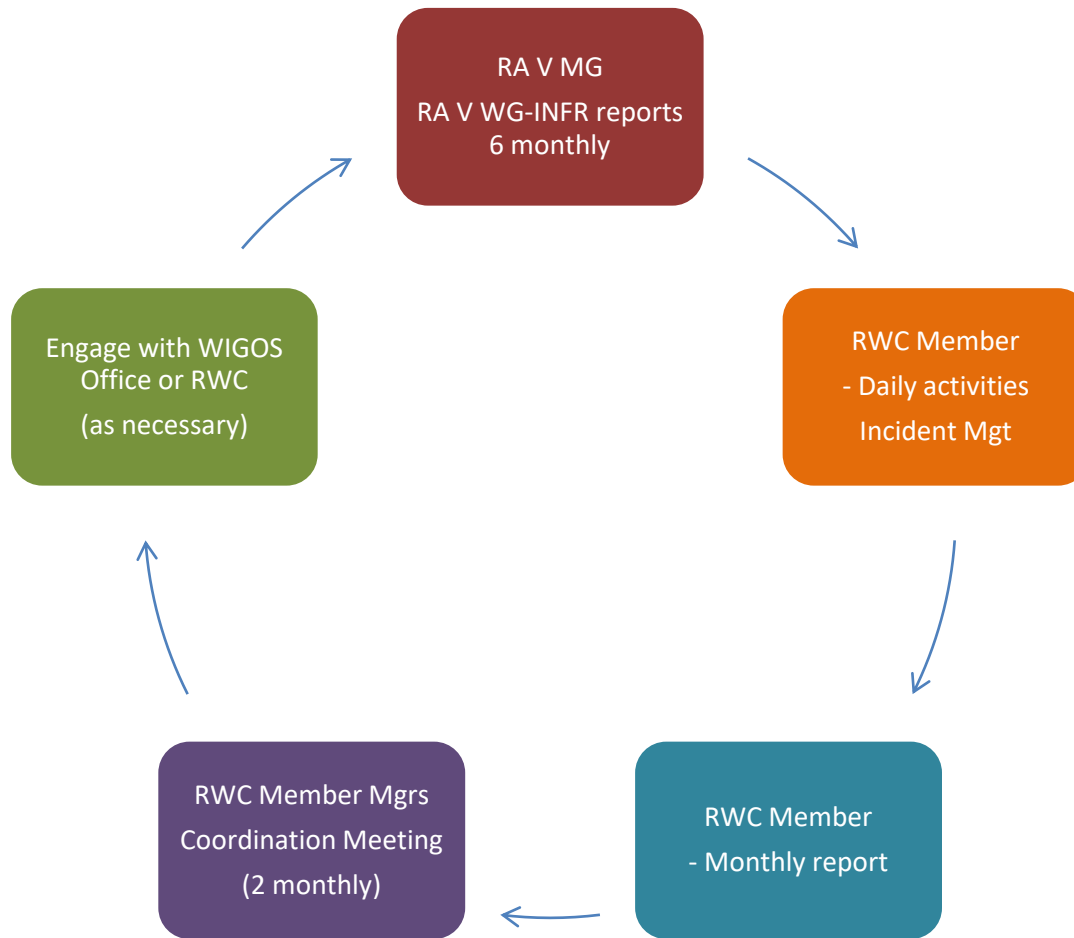 RA V MG
RA V WG-INFR reports
6 monthly
Engage with WIGOS
Office or RWC
(as necessary)
RWC Member
- Daily activities
Incident Mgt
RWC Member Mgrs
Coordination Meeting
(2 monthly)
RWC Member
- Monthly report